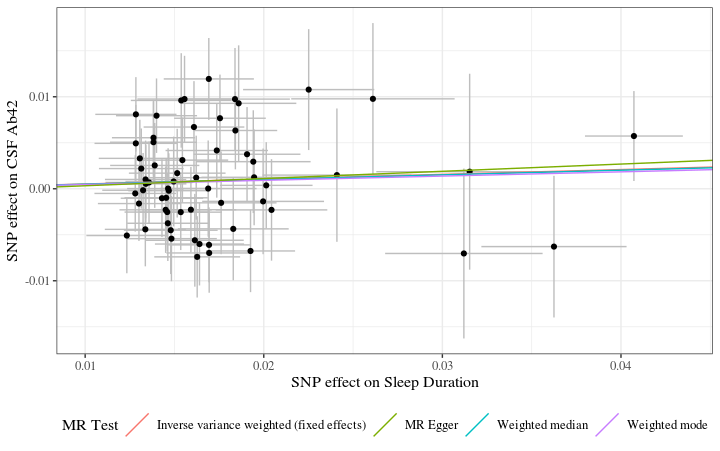 0.01
0.00
-0.01
SNP effect on CSF Ab42
0.01 0.02 0.03 0.04
SNP effect on Sleep Duration
MR Test Inverse variance weighted (fixed effects) MR Egger Weighted median Weighted mode